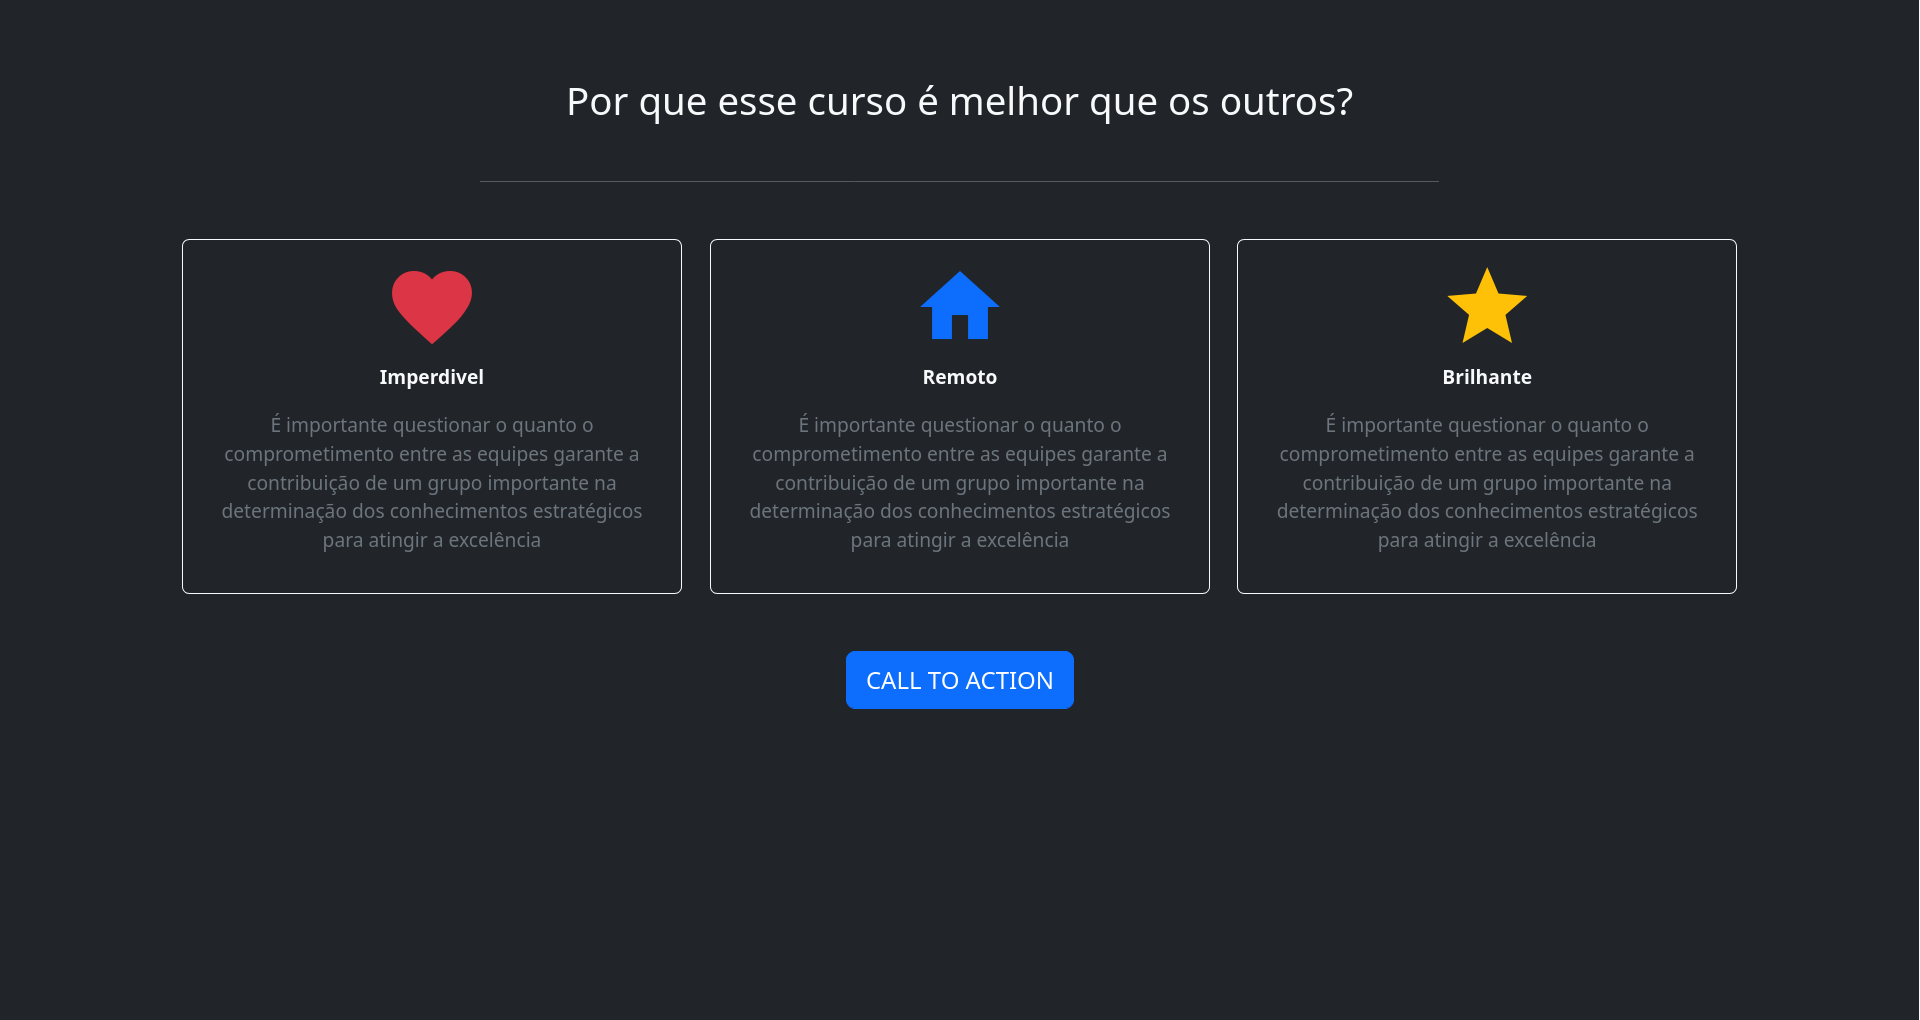 Por que esse curso é melhor que os outros?
Imperdivel
É importante questionar o quanto o
comprometimento entre as equipes garante a
contribuição de um grupo importante na
determinação dos conhecimentos estratégicos
para atingir a excelência
Remoto
É importante questionar o quanto o
comprometimento entre as equipes garante a
contribuição de um grupo importante na
determinação dos conhecimentos estratégicos
para atingir a excelência
Brilhante
É importante questionar o quanto o
comprometimento entre as equipes garante a
contribuição de um grupo importante na
determinação dos conhecimentos estratégicos
para atingir a excelência
CALL TO ACTION